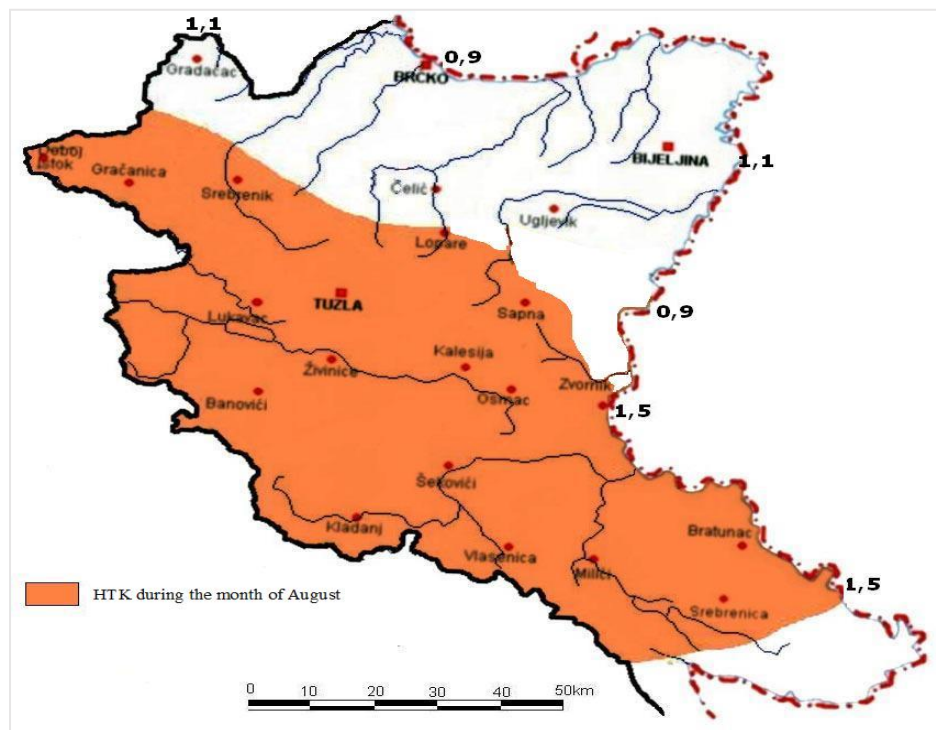 1,1
Gradačac
0,9
BRČKO
BIJELJINA
1,1
Doboj
Istok
Gračanica
Srebrenik
Čelić
Ugljevik
Lopare
TUZLA
Lukavac
Sapna
0,9
Kalesija
Živinice
Osmac
Zvornik
Banovići
1,5
Šekovići
Kladanj
Vlasenica
Milići
Bratunac
1,5
Srebrenica
HTK during the month of August
0 10 20 30 40 50km